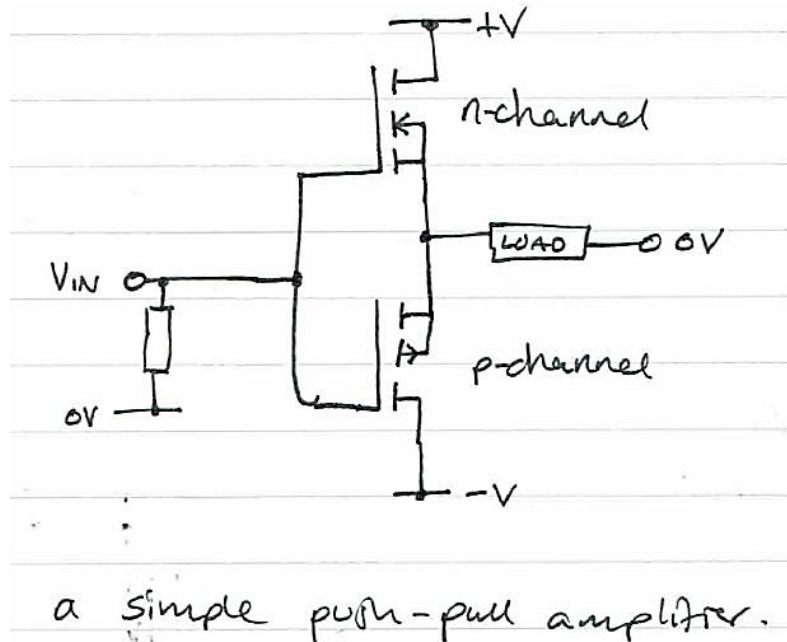 +V
n-channel
LOAD
0V
VIN
p-channel
0V
-V
a simple push-pull amplifier.